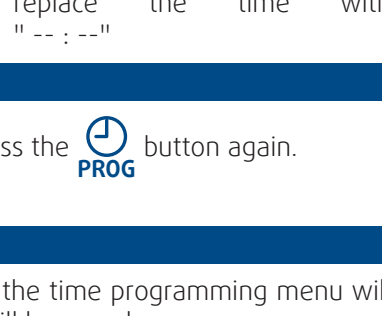 replace the time with
" -- : --"
ss the PROG button again.
the time programming menu wil